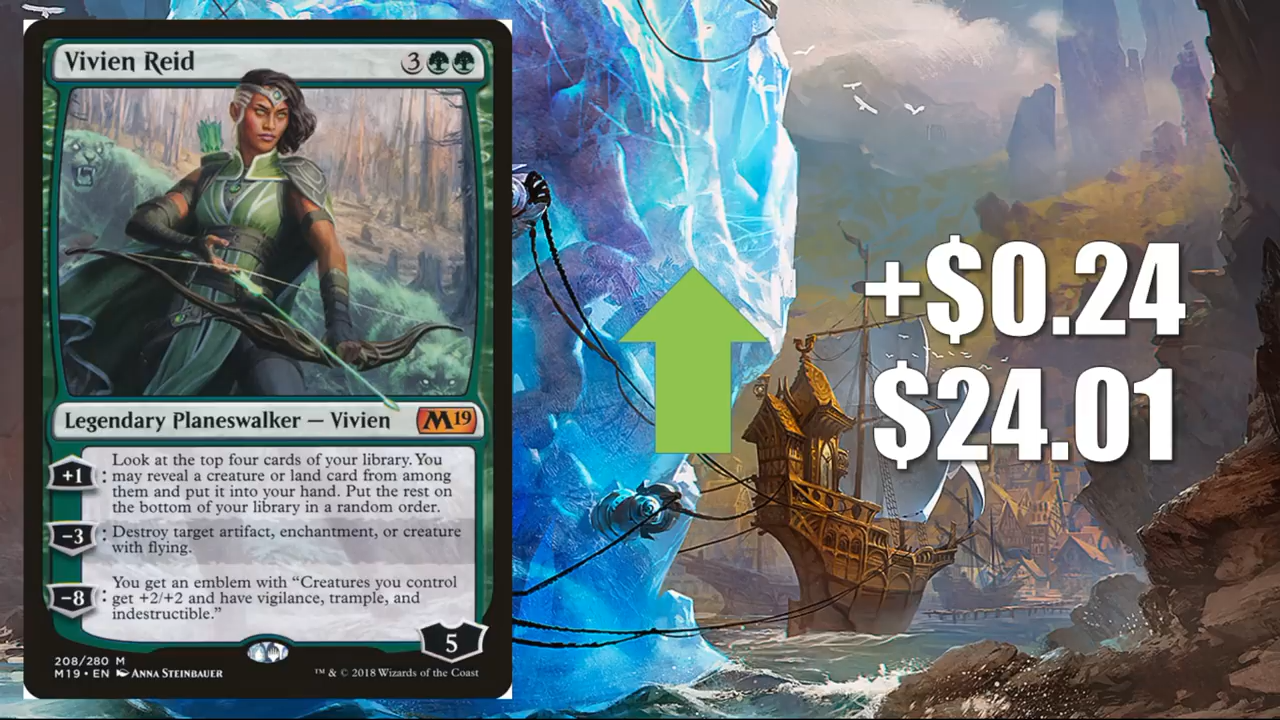 Vivien Reid 3
Legendary Planeswalker — Vivien M19
+1 : Look at the top four cards of your library. You
may reveal a creature or land card from among
them and put it into your hand. Put the rest on
the bottom of your library in a random order.
−3 : Destroy target artifact, enchantment, or creature
with flying.
−8 : You get an emblem with “Creatures you control
get +2/+2 and have vigilance, trample, and
indestructible.”
5
208/280 M
M19 • EN ANNA STEINBAUER
™ & © 2018 Wizards of the Coast
+$0.24
$24.01